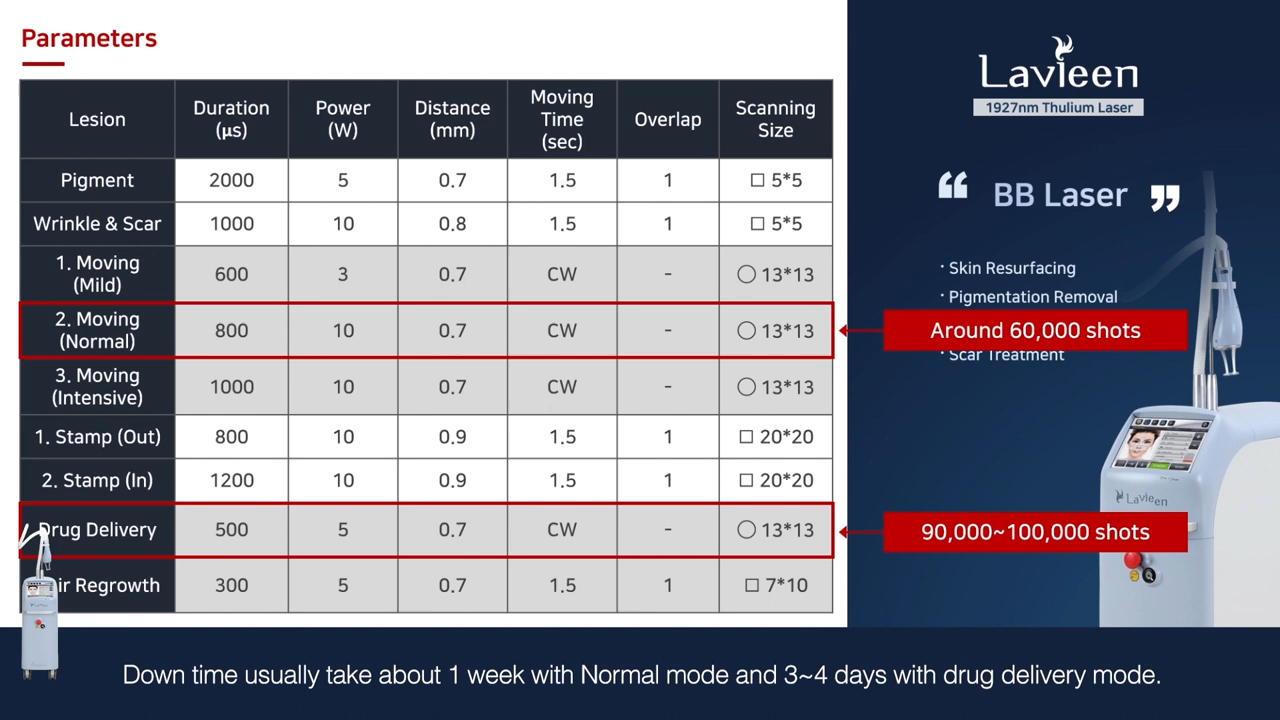 Parameters
Lesion Duration (μs) Power (W) Distance (mm) Moving Time (sec) Overlap Scanning Size
Pigment 2000 5 0.7 1.5 1 □ 5*5
Wrinkle & Scar 1000 10 0.8 1.5 1 □ 5*5
1. Moving (Mild) 600 3 0.7 CW - ○ 13*13
2. Moving (Normal) 800 10 0.7 CW - ○ 13*13
3. Moving (Intensive) 1000 10 0.7 CW - ○ 13*13
1. Stamp (Out) 800 10 0.9 1.5 1 □ 20*20
2. Stamp (In) 1200 10 0.9 1.5 1 □ 20*20
Drug Delivery 500 5 0.7 CW - ○ 13*13
ir Regrowth 300 5 0.7 1.5 1 □ 7*10
Lavieen
1927nm Thulium Laser
“ BB Laser ”
· Skin Resurfacing
· Pigmentation Removal
Around 60,000 shots
Scar Treatment
Lavieen
90,000~100,000 shots
Down time usually take about 1 week with Normal mode and 3~4 days with drug delivery mode.